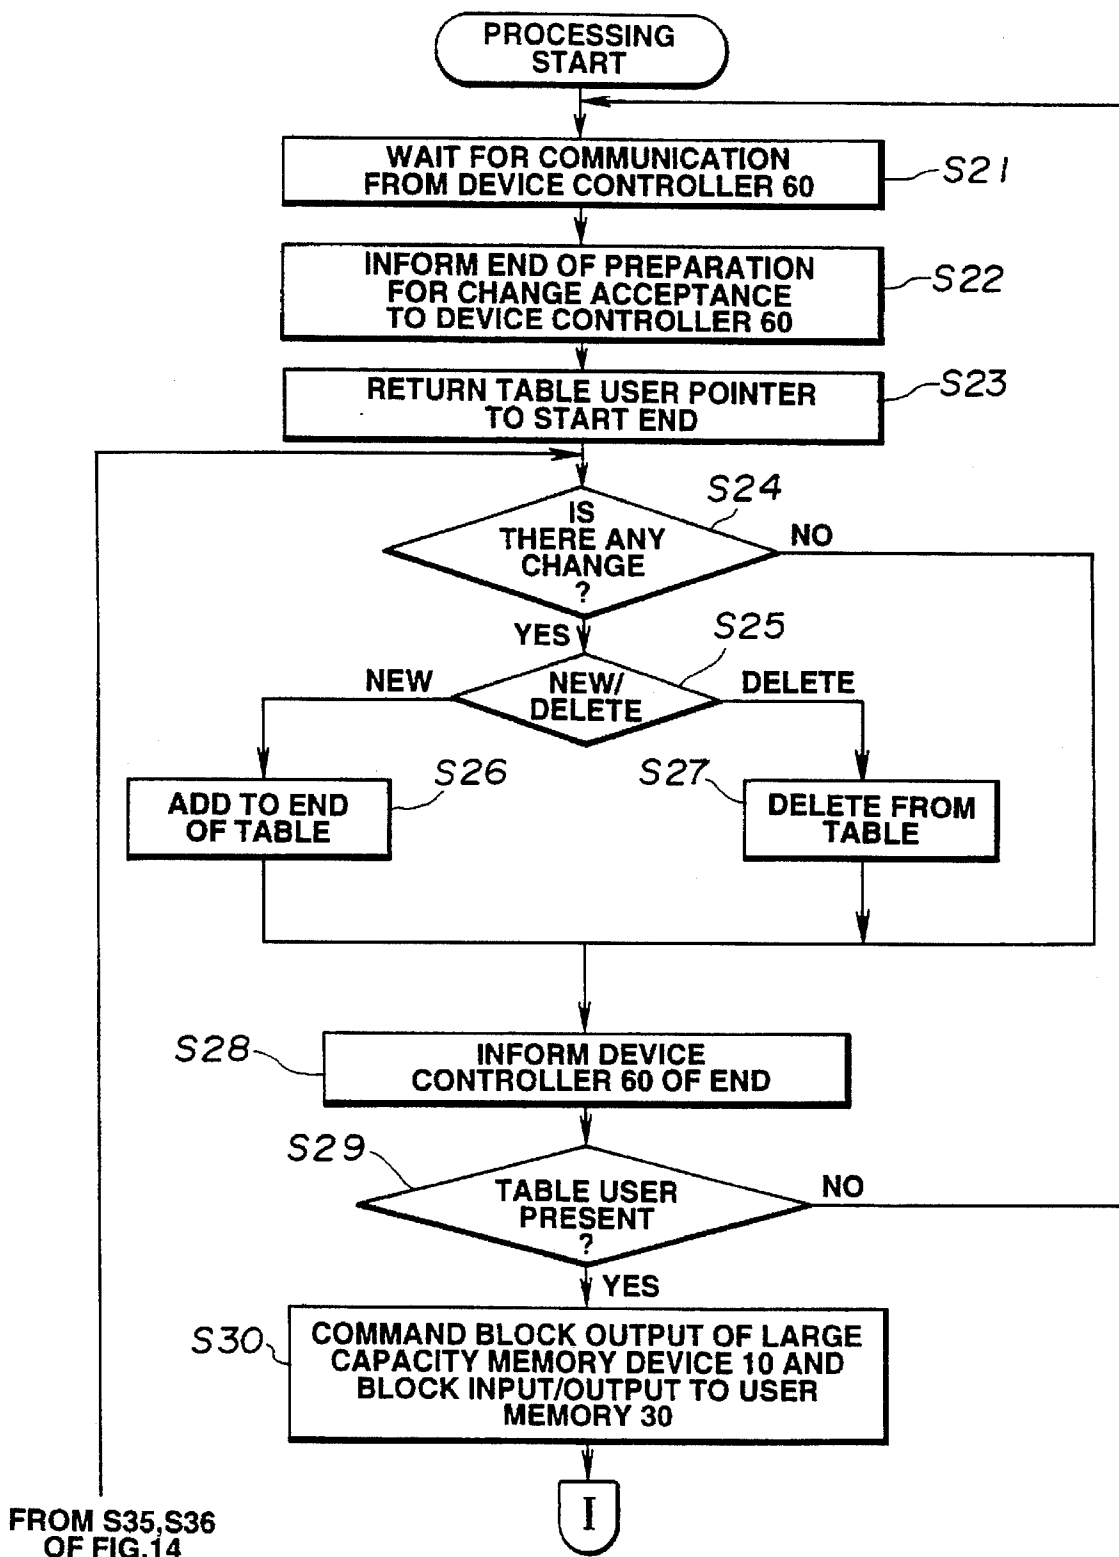 PROCESSING
START
WAIT FOR COMMUNICATION
FROM DEVICE CONTROLLER 60
S21
INFORM END OF PREPARATION
FOR CHANGE ACCEPTANCE
TO DEVICE CONTROLLER 60
S22
RETURN TABLE USER POINTER
TO START END
S23
IS
THERE ANY
CHANGE
?
S24
NO
YES
S25
NEW
NEW/
DELETE
DELETE
S26
S27
ADD TO END
OF TABLE
DELETE FROM
TABLE
S28
INFORM DEVICE
CONTROLLER 60 OF END
S29
TABLE USER
PRESENT
?
NO
YES
S30
COMMAND BLOCK OUTPUT OF LARGE
CAPACITY MEMORY DEVICE 10 AND
BLOCK INPUT/OUTPUT TO USER
MEMORY 30
I
FROM S35,S36
OF FIG.14